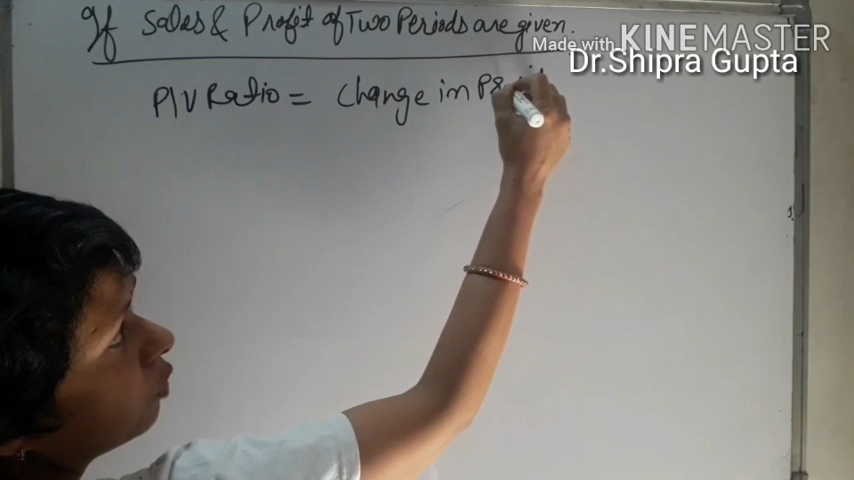 If Sales & Profit of Two Periods are given.
Made with KINEMASTER
Dr.Shipra Gupta
P/V Ratio = Change in